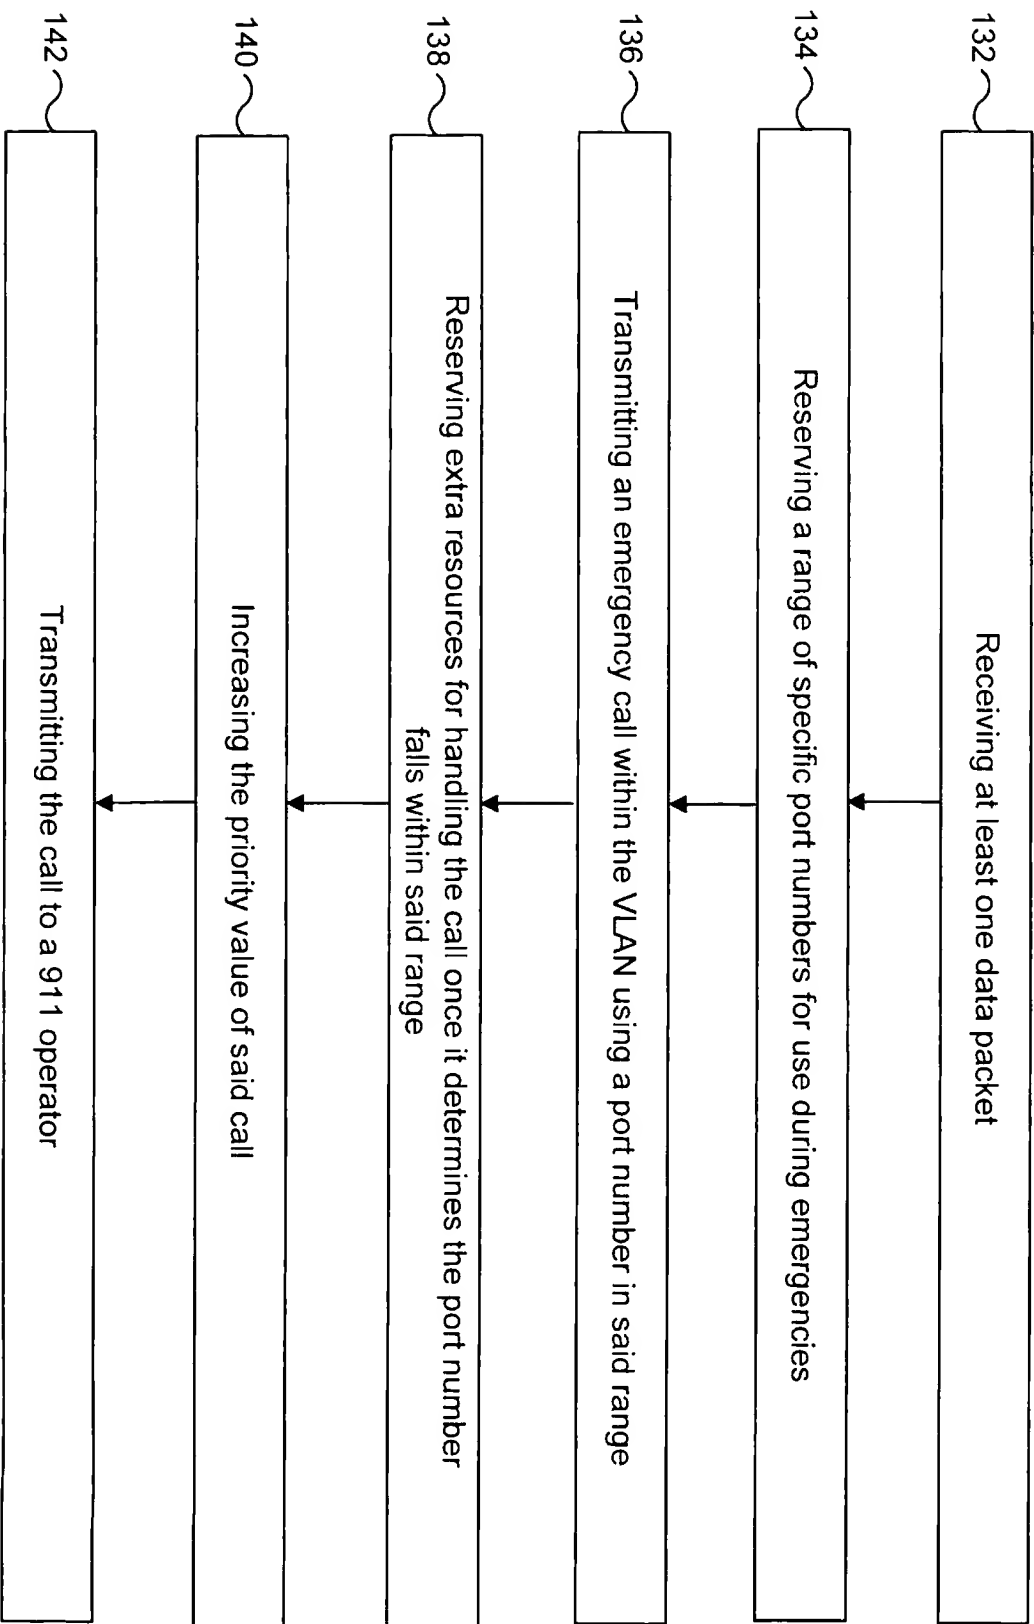 132
Receiving at least one data packet
134
Reserving a range of specific port numbers for use during emergencies
136
Transmitting an emergency call within the VLAN using a port number in said range
138
Reserving extra resources for handling the call once it determines the port number
falls within said range
140
Increasing the priority value of said call
142
Transmitting the call to a 911 operator